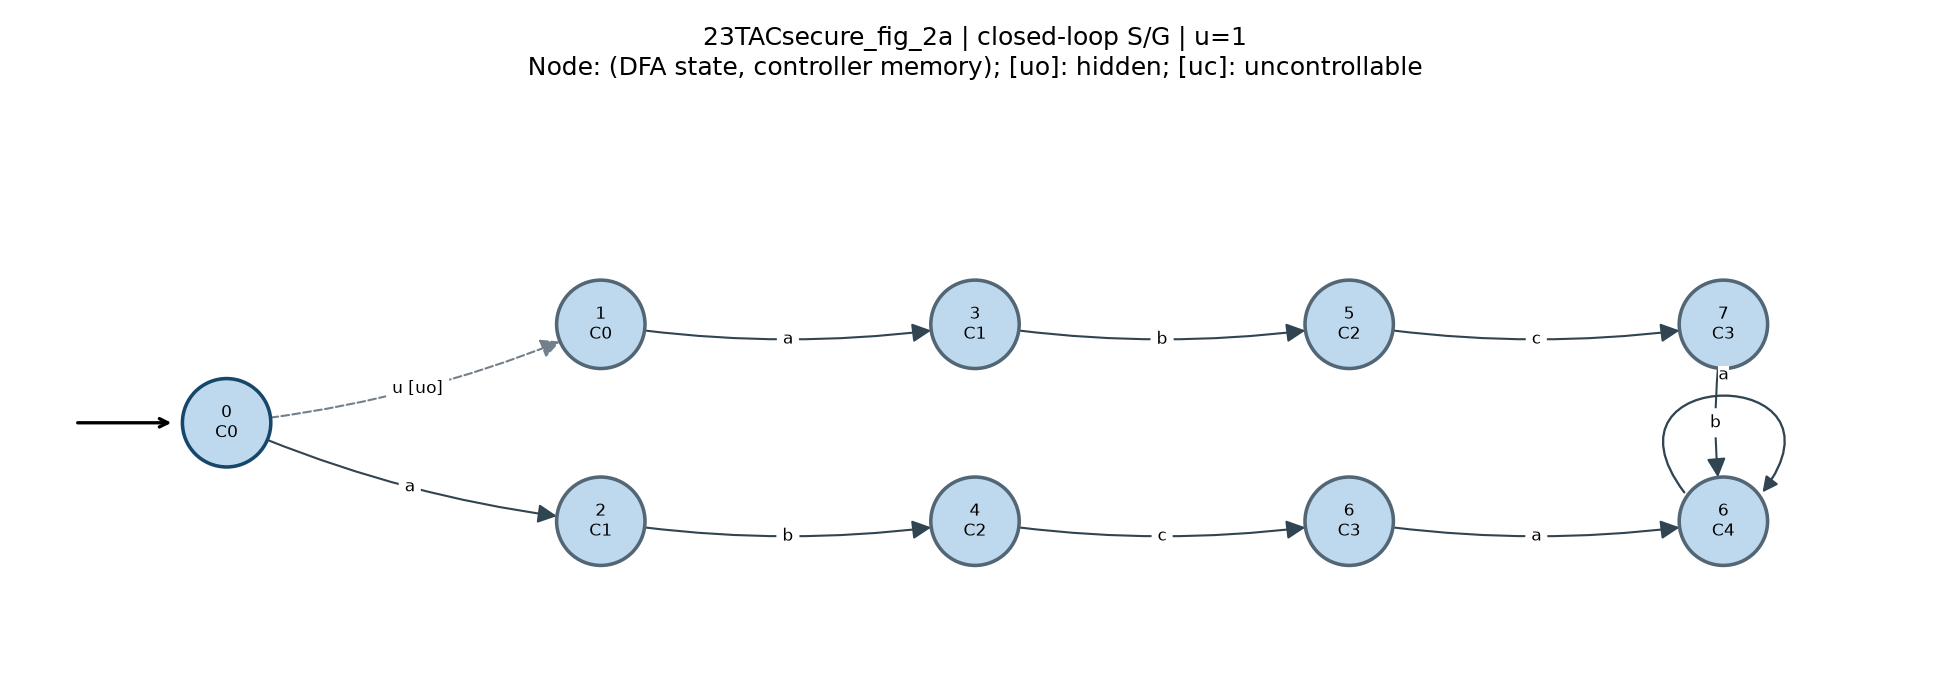 23TACsecure_fig_2a | closed-loop S/G | u=1
Node: (DFA state, controller memory); [uo]: hidden; [uc]: uncontrollable
1
C0
a
3
C1
b
5
C2
c
7
C3
a
u [uo]
0
C0
b
a
2
C1
b
4
C2
c
6
C3
a
6
C4